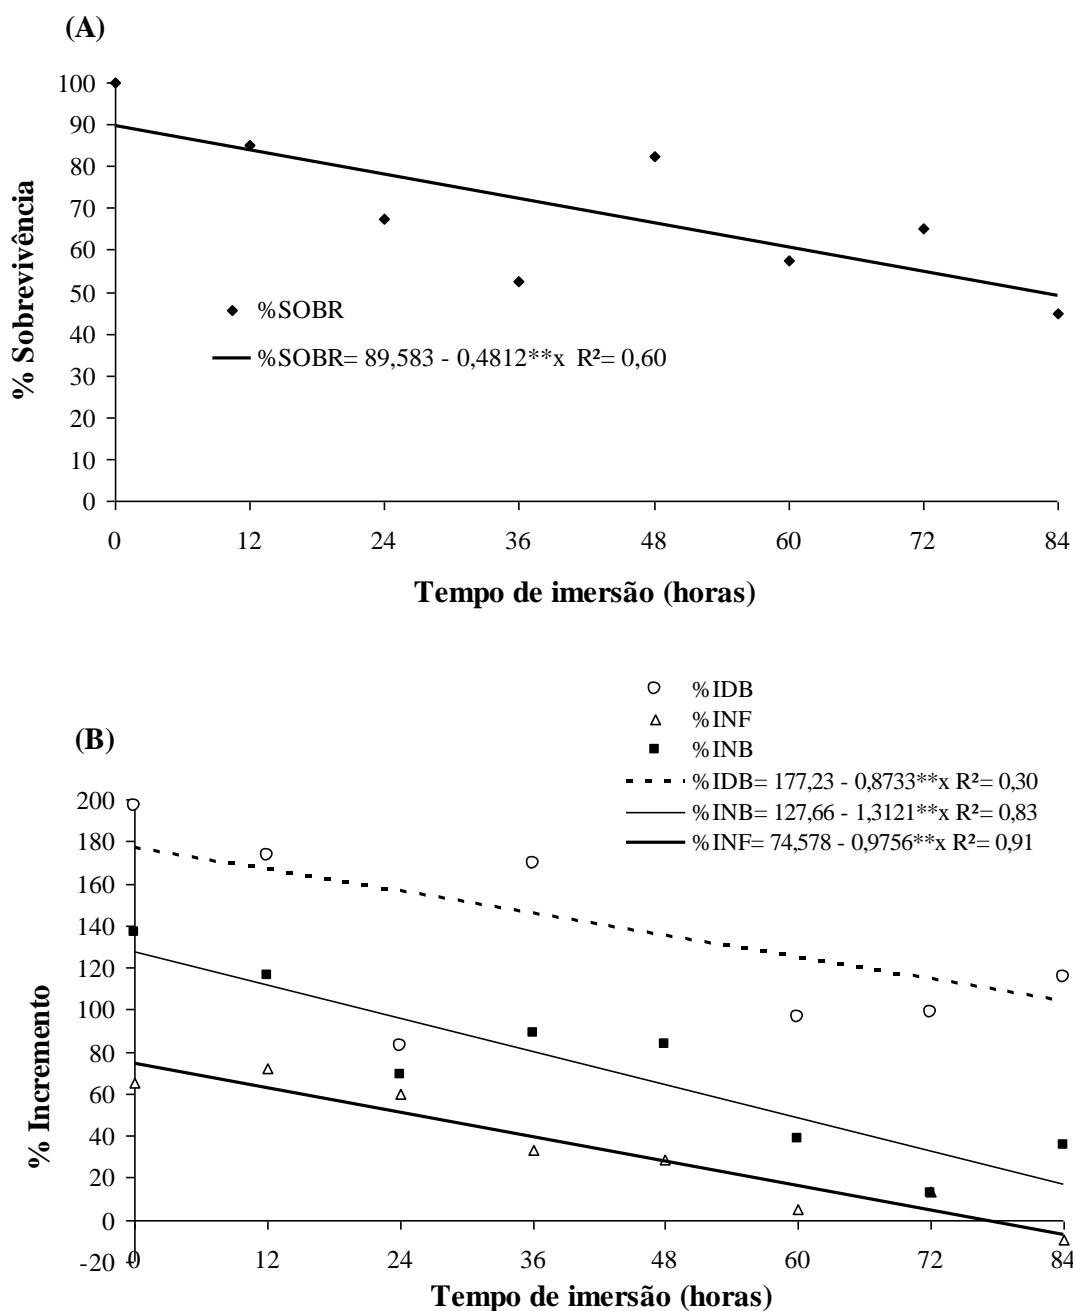 (A)
100
90
80
70
60
50
40
30
20
10
0
% Sobrevivência
%SOBR
%SOBR= 89,583 - 0,4812**x R²= 0,60
0 12 24 36 48 60 72 84
Tempo de imersão (horas)
(B)
%IDB
%INF
%INB
%IDB= 177,23 - 0,8733**x R²= 0,30
%INB= 127,66 - 1,3121**x R²= 0,83
%INF= 74,578 - 0,9756**x R²= 0,91
200
180
160
140
120
100
80
60
40
20
0
-20
% Incremento
0 12 24 36 48 60 72 84
Tempo de imersão (horas)